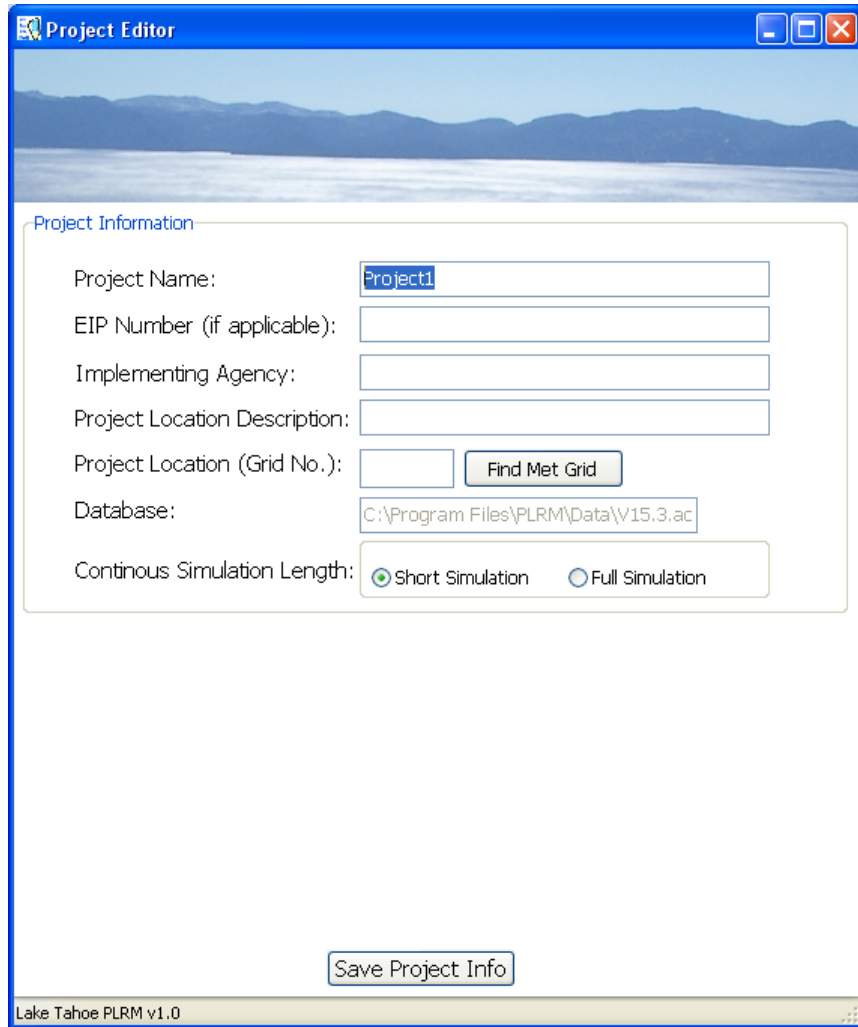 Project Editor
Project Information
Project Name: Project1
EIP Number (if applicable):
Implementing Agency:
Project Location Description:
Project Location (Grid No.): Find Met Grid
Database: C:\Program Files\PLRM\Data\V15.3.ac
Continous Simulation Length: Short Simulation Full Simulation
Save Project Info
Lake Tahoe PLRM v1.0